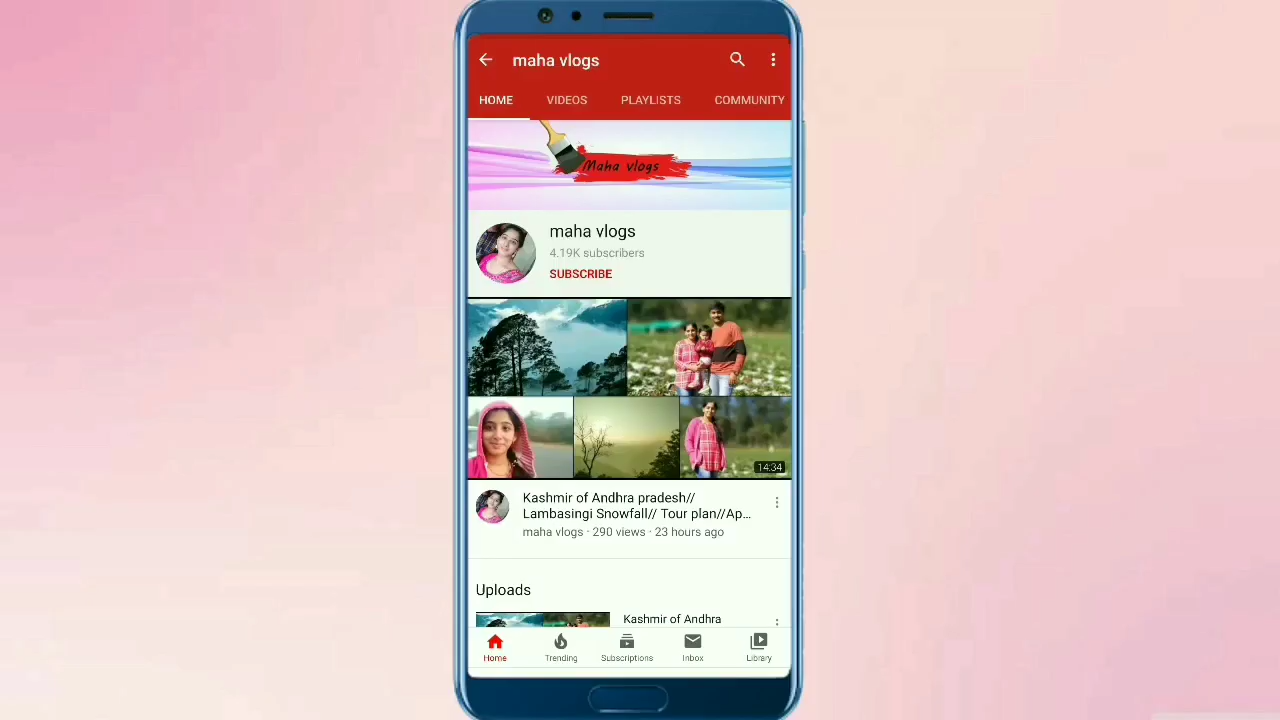 maha vlogs
HOME VIDEOS PLAYLISTS COMMUNITY
Maha vlogs
maha vlogs
4.19K subscribers
SUBSCRIBE
14:34
Kashmir of Andhra pradesh//
Lambasingi Snowfall// Tour plan//Ap...
maha vlogs · 290 views · 23 hours ago
Uploads
Kashmir of Andhra
Home Trending Subscriptions Inbox Library